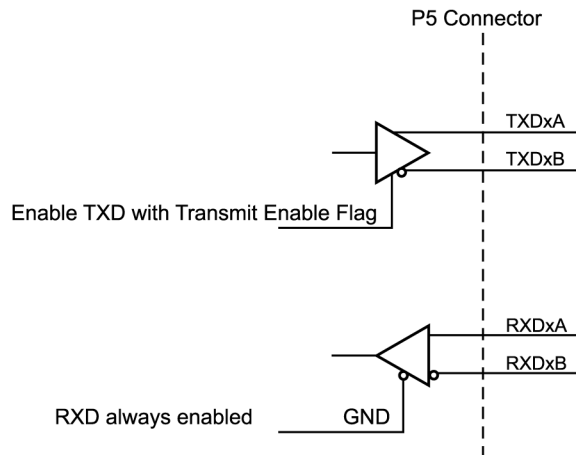 P5 Connector
TXDxA
TXDxB
Enable TXD with Transmit Enable Flag
RXDxA
RXDxB
RXD always enabled GND